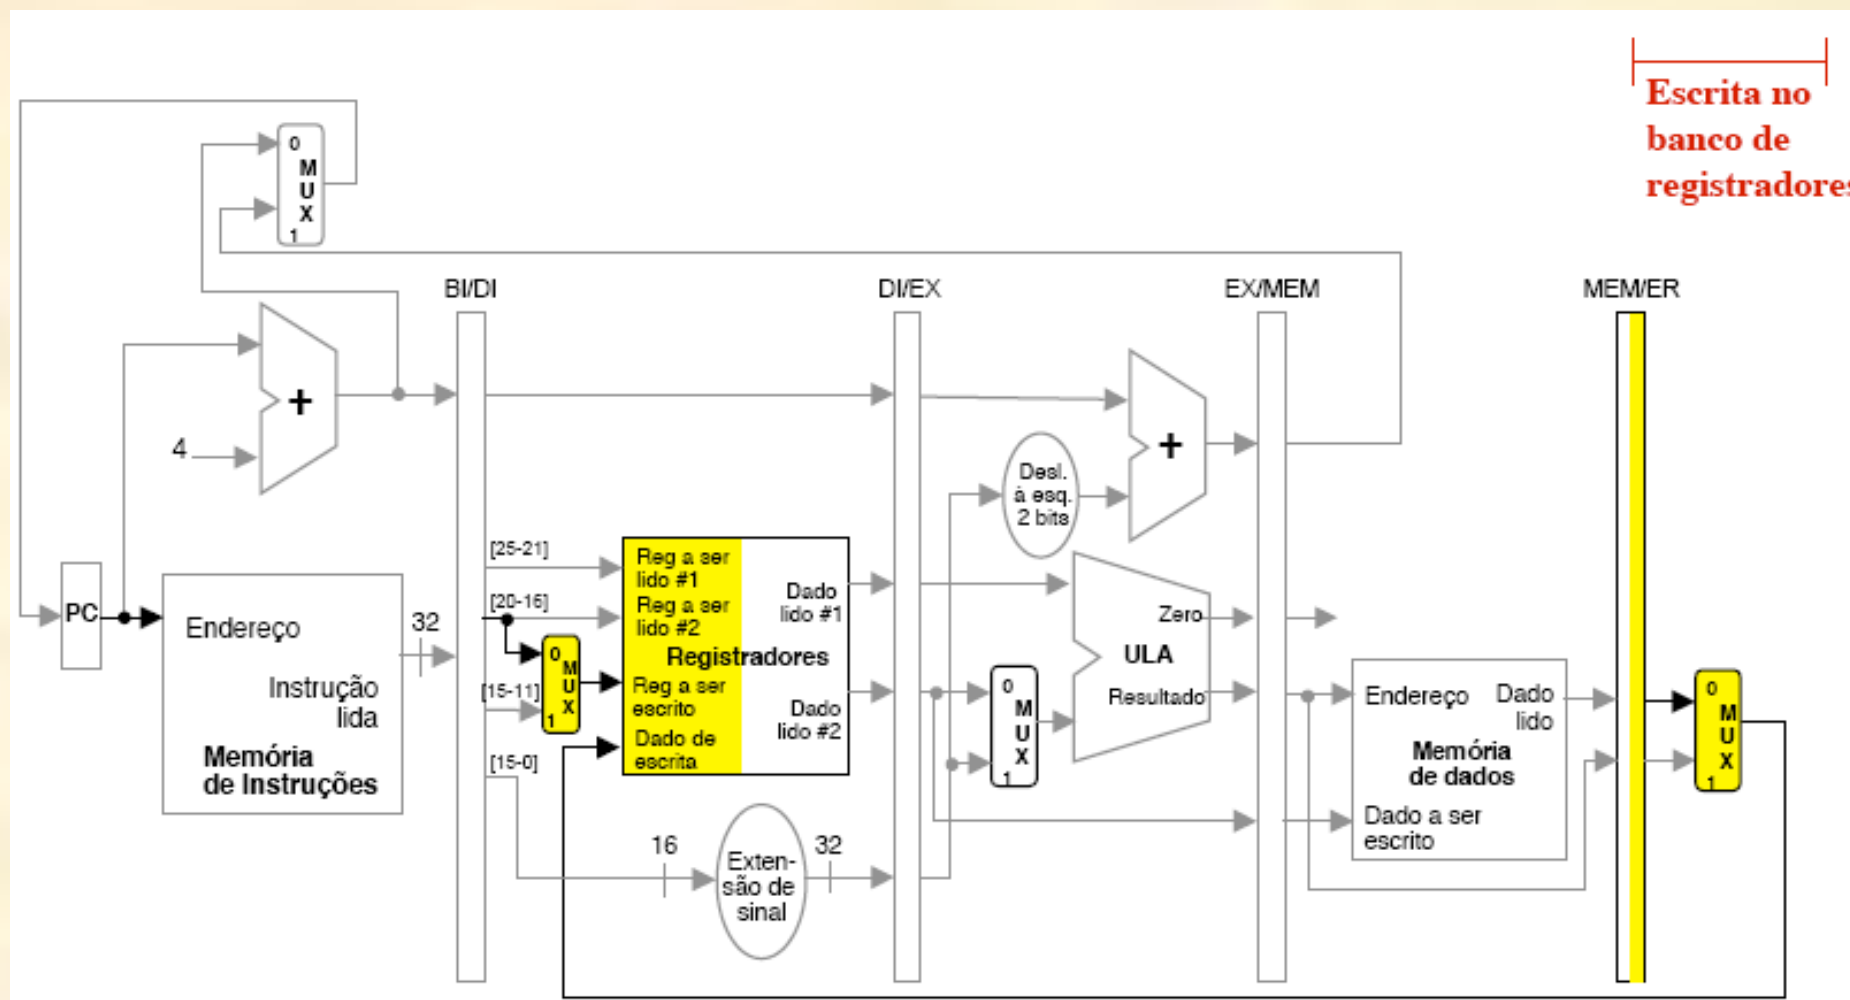 Escrita no
banco de
registradores
0
M
U
X
1
BI/DI
DI/EX
EX/MEM
MEM/ER
+
4
+
Desl.
à esq.
2 bits
PC
Endereço
Instrução
lida
Memória
de Instruções
32
[25-21]
[20-16]
[15-11]
[15-0]
0
M
U
X
1
Reg a ser
lido #1
Reg a ser
lido #2
Registradores
Reg a ser
escrito
Dado de
escrita
Dado
lido #1
Dado
lido #2
16
Exten-
são de
sinal
32
0
M
U
X
1
Zero
ULA
Resultado
Endereço
Dado
lido
Memória
de dados
Dado a ser
escrito
0
M
U
X
1